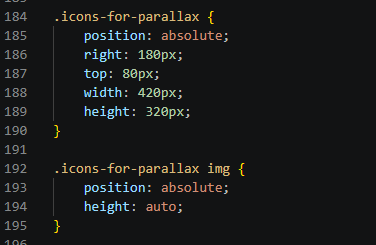 184 .icons-for-parallax {
185     position: absolute;
186     right: 180px;
187     top: 80px;
188     width: 420px;
189     height: 320px;
190 }
191
192 .icons-for-parallax img {
193     position: absolute;
194     height: auto;
195 }
196